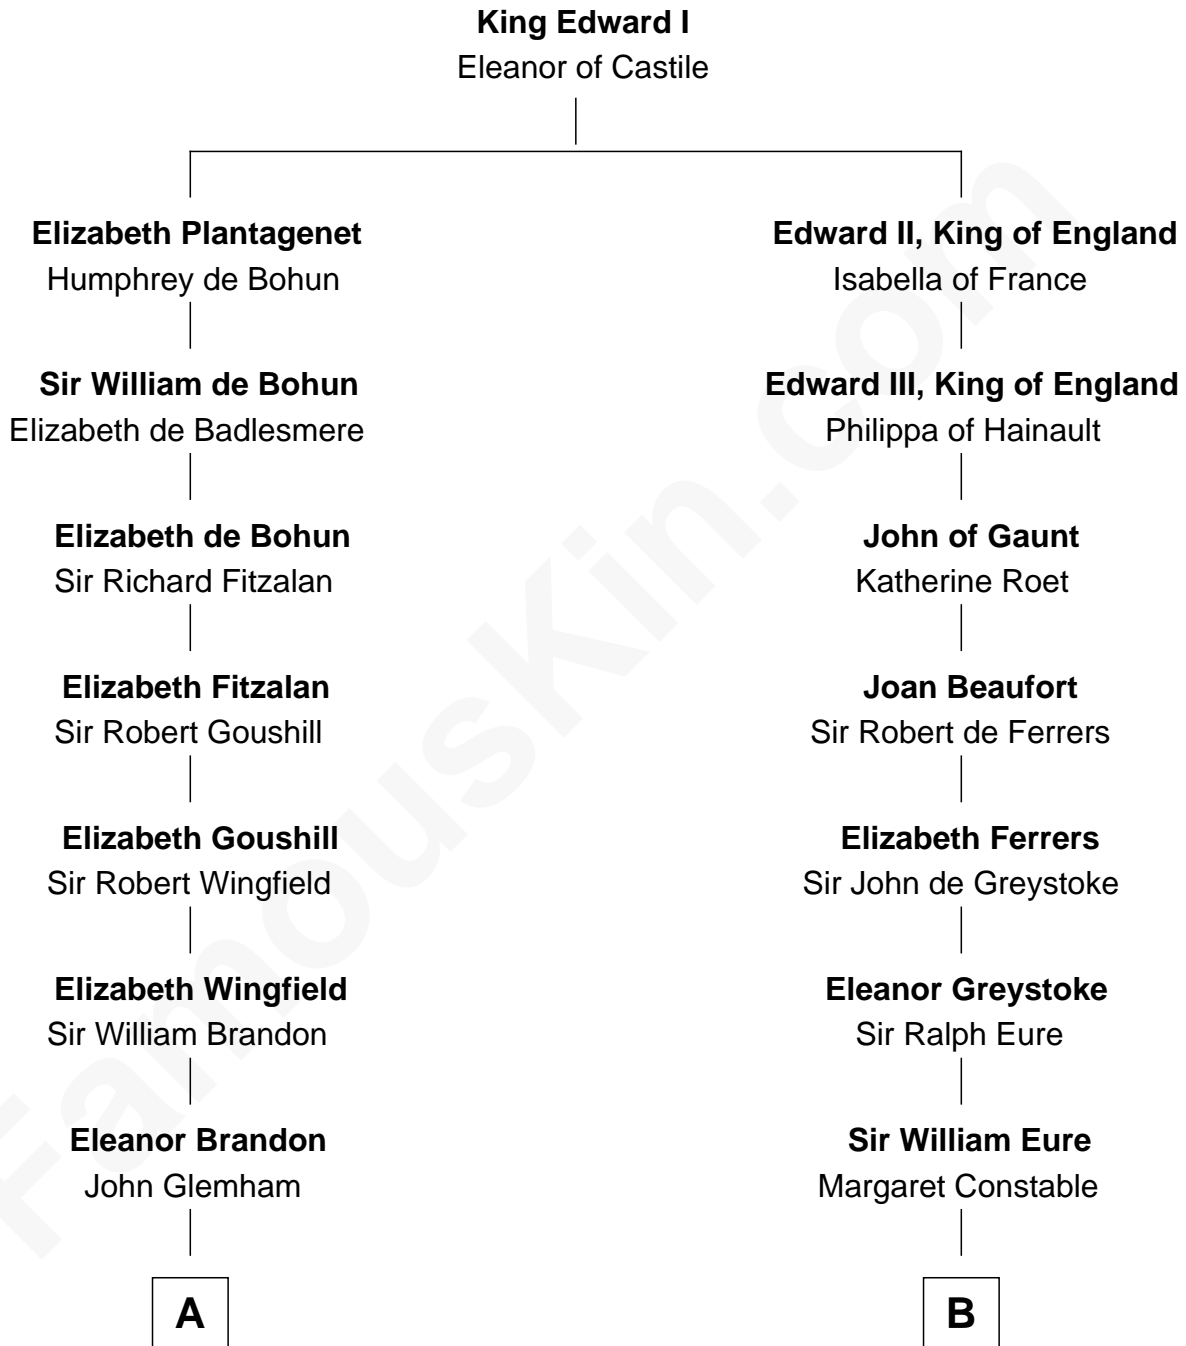 King Edward I
Eleanor of Castile
Elizabeth Plantagenet
Humphrey de Bohun
Edward II, King of England
Isabella of France
Sir William de Bohun
Elizabeth de Badlesmere
Edward III, King of England
Philippa of Hainault
Elizabeth de Bohun
Sir Richard Fitzalan
John of Gaunt
Katherine Roet
Elizabeth Fitzalan
Sir Robert Goushill
Joan Beaufort
Sir Robert de Ferrers
Elizabeth Goushill
Sir Robert Wingfield
Elizabeth Ferrers
Sir John de Greystoke
Elizabeth Wingfield
Sir William Brandon
Eleanor Greystoke
Sir Ralph Eure
Eleanor Brandon
John Glemham
Sir William Eure
Margaret Constable
A
B
FamousKin.com